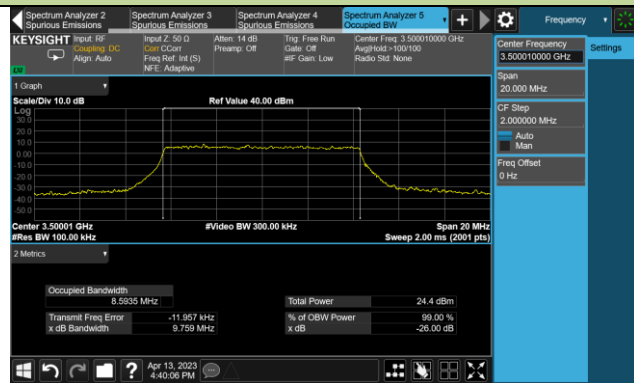 Spectrum Analyzer 2
Spurious Emissions
Spectrum Analyzer 3
Spurious Emissions
Spectrum Analyzer 4
Spurious Emissions
Spectrum Analyzer 5
Occupied BW
Frequency
KEYSIGHT
Input: RF
Coupling: DC
Align: Auto
Input Z: 50 Ω
Corr CCorr
Freq Ref: Int (S)
NFE: Adaptive
Atten: 14 dB
Preamp: Off
Trig: Free Run
Gate: Off
#IF Gain: Low
Center Freq: 3.500010000 GHz
Avg|Hold:>100/100
Radio Std: None
Center Frequency
3.500010000 GHz
Settings
Span
20.000 MHz
CF Step
2.000000 MHz
Auto
Man
Freq Offset
0 Hz
1 Graph
Scale/Div 10.0 dB
Ref Value 40.00 dBm
Log
30.0
20.0
10.0
0.00
-10.0
-20.0
-30.0
-40.0
-50.0
Center 3.50001 GHz
#Video BW 300.00 kHz
Span 20 MHz
#Res BW 100.00 kHz
Sweep 2.00 ms (2001 pts)
2 Metrics
Occupied Bandwidth
8.5935 MHz
Total Power
24.4 dBm
Transmit Freq Error
-11.957 kHz
% of OBW Power
99.00 %
x dB Bandwidth
9.759 MHz
x dB
-26.00 dB
Apr 13, 2023
4:40:06 PM